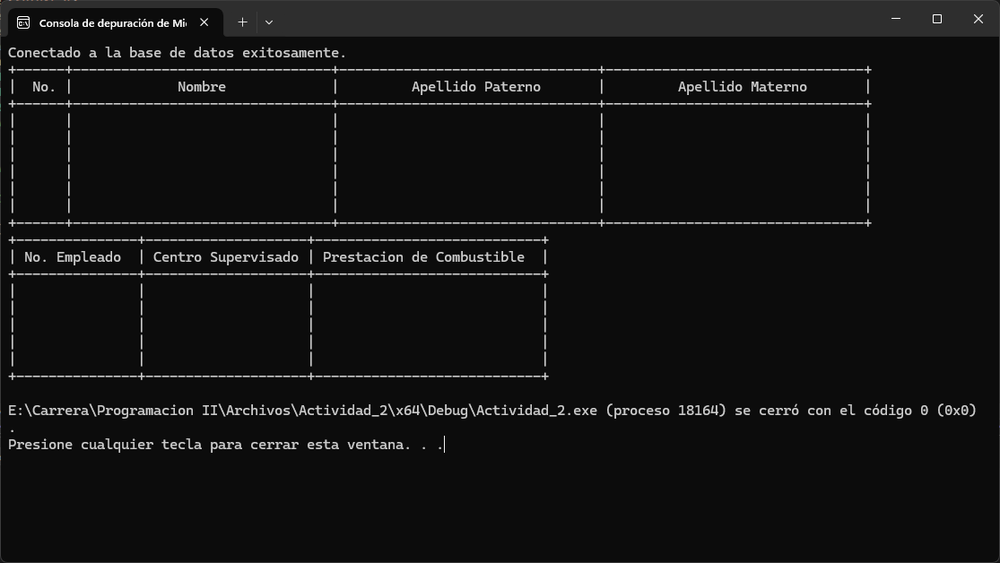 Consola de depuración de Mi
Conectado a la base de datos exitosamente.
No. | Nombre | Apellido Paterno | Apellido Materno
No. Empleado | Centro Supervisado | Prestacion de Combustible
E:\Carrera\Programacion II\Archivos\Actividad_2\x64\Debug\Actividad_2.exe (proceso 18164) se cerró con el código 0 (0x0)
.
Presione cualquier tecla para cerrar esta ventana. . .